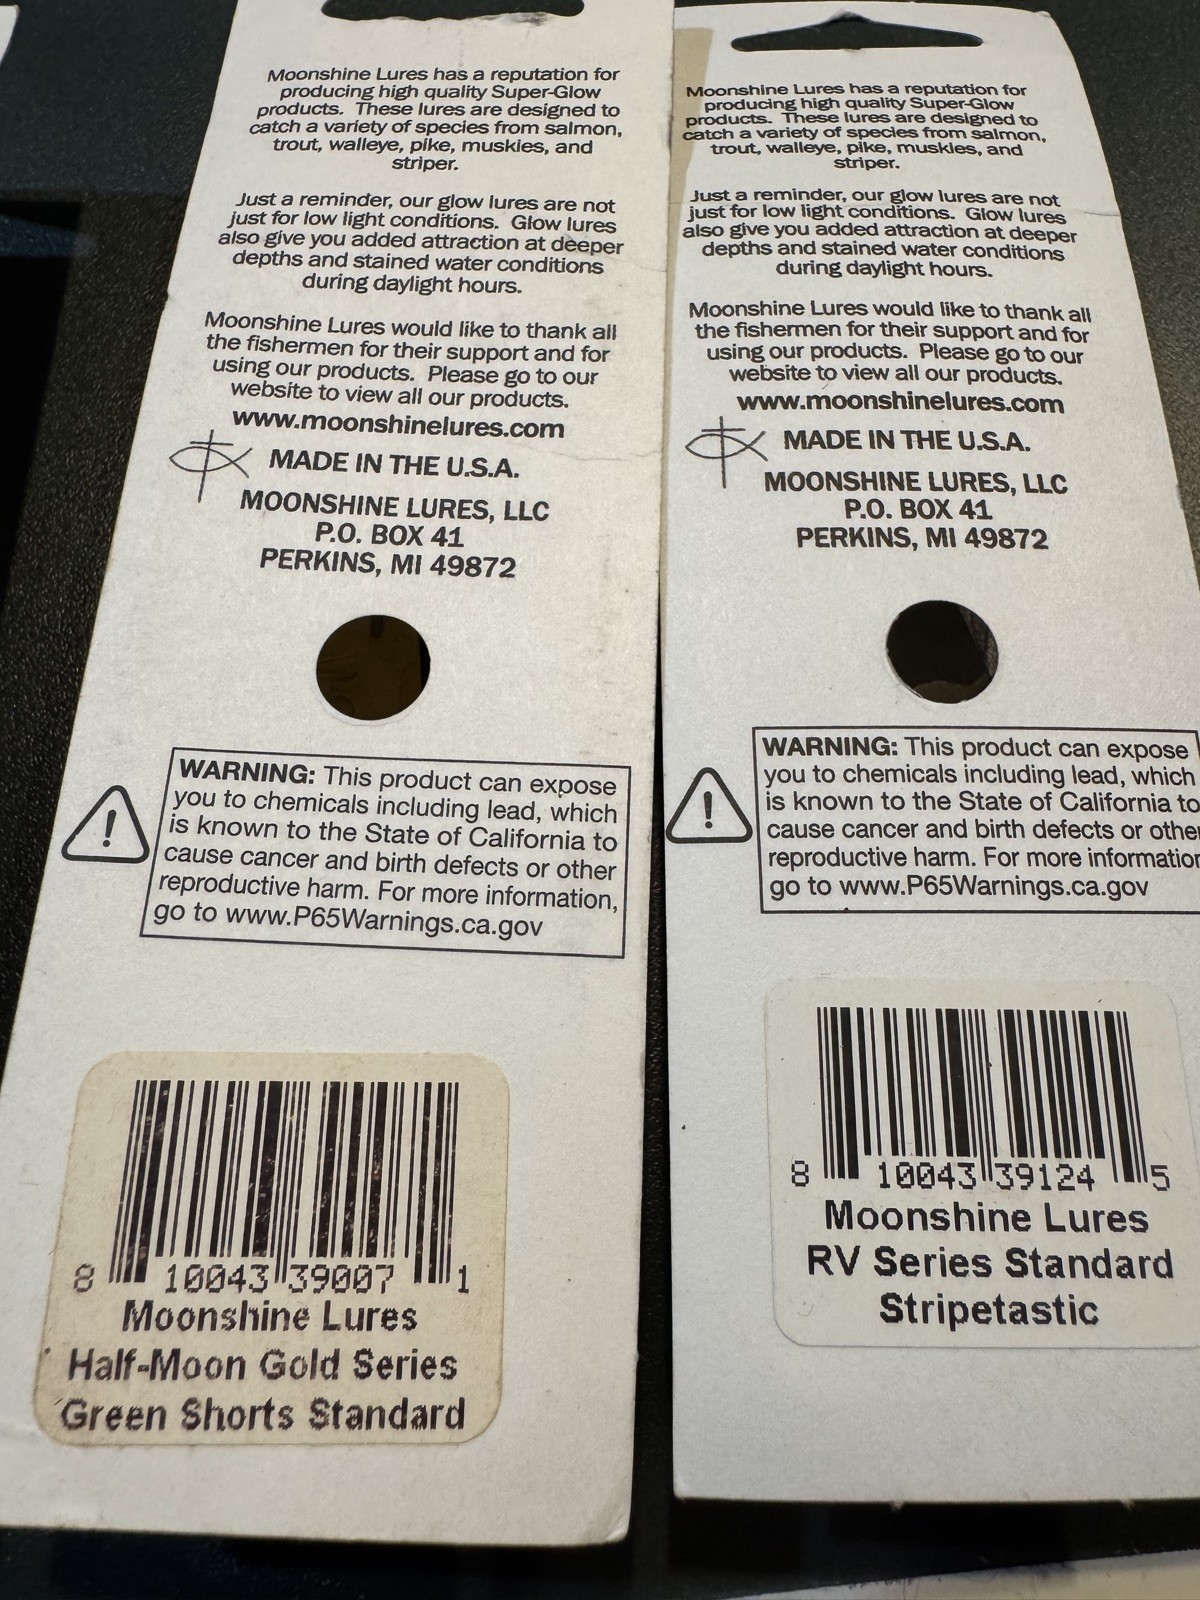 Moonshine Lures has a reputation for
producing high quality Super-Glow
products. These lures are designed to
catch a variety of species from salmon,
trout, walleye, pike, muskies, and
striper.
Just a reminder, our glow lures are not
just for low light conditions. Glow lures
also give you added attraction at deeper
depths and stained water conditions
during daylight hours.
Moonshine Lures would like to thank all
the fishermen for their support and for
using our products. Please go to our
website to view all our products.
www.moonshinelures.com
MADE IN THE U.S.A.
MOONSHINE LURES, LLC
P.O. BOX 41
PERKINS, MI 49872
WARNING: This product can expose
you to chemicals including lead, which
is known to the State of California to
cause cancer and birth defects or other
reproductive harm. For more information,
go to www.P65Warnings.ca.gov
8 10043 39007 1
Moonshine Lures
Half-Moon Gold Series
Green Shorts Standard
Moonshine Lures has a reputation for
producing high quality Super-Glow
products. These lures are designed to
catch a variety of species from salmon,
trout, walleye, pike, muskies, and
striper.
Just a reminder, our glow lures are not
just for low light conditions. Glow lures
also give you added attraction at deeper
depths and stained water conditions
during daylight hours.
Moonshine Lures would like to thank all
the fishermen for their support and for
using our products. Please go to our
website to view all our products.
www.moonshinelures.com
MADE IN THE U.S.A.
MOONSHINE LURES, LLC
P.O. BOX 41
PERKINS, MI 49872
WARNING: This product can expose
you to chemicals including lead, which
is known to the State of California to
cause cancer and birth defects or other
reproductive harm. For more information
go to www.P65Warnings.ca.gov
8 10043 39124 5
Moonshine Lures
RV Series Standard
Stripetastic